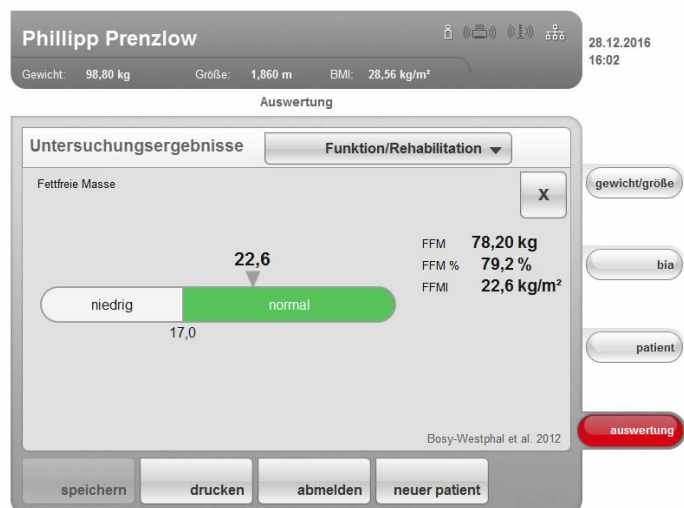 Phillipp Prenzlow
28.12.2016
16:02
Gewicht: 98,80 kg Größe: 1,860 m BMI: 28,56 kg/m²
Auswertung
Untersuchungsergebnisse Funktion/Rehabilitation
Fettfreie Masse
X
gewicht/größe
FFM 78,20 kg
FFM % 79,2 %
FFMI 22,6 kg/m²
22,6
niedrig normal
17,0
bia
patient
auswertung
Bosy-Westphal et al. 2012
speichern drucken abmelden neuer patient